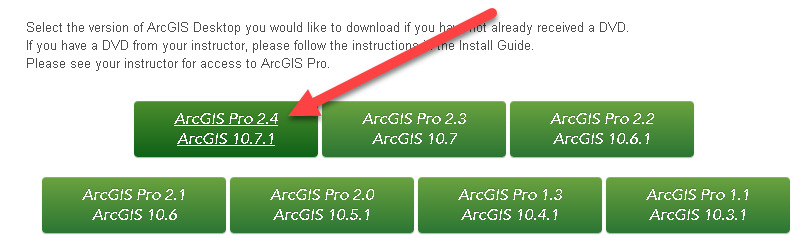 Select the version of ArcGIS Desktop you would like to download if you have not already received a DVD.
If you have a DVD from your instructor, please follow the instructions in the Install Guide.
Please see your instructor for access to ArcGIS Pro.
ArcGIS Pro 2.4
ArcGIS 10.7.1
ArcGIS Pro 2.3
ArcGIS 10.7
ArcGIS Pro 2.2
ArcGIS 10.6.1
ArcGIS Pro 2.1
ArcGIS 10.6
ArcGIS Pro 2.0
ArcGIS 10.5.1
ArcGIS Pro 1.3
ArcGIS 10.4.1
ArcGIS Pro 1.1
ArcGIS 10.3.1